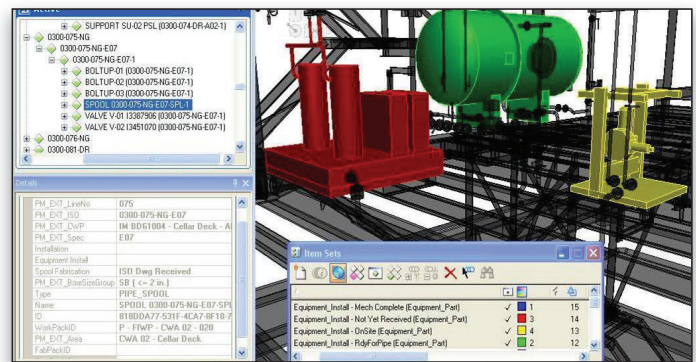 Active
SUPPORT SU-02 PSL (0300-074-DR-A02-1)
0300-075-NG
0300-075-NG-E07
0300-075-NG-E07-1
BOLTUP-01 (0300-075-NG-E07-1)
BOLTUP-02 (0300-075-NG-E07-1)
BOLTUP-03 (0300-075-NG-E07-1)
SPOOL 0300-075-NG-E07-SPL-1
VALVE V-01 I3387906 (0300-075-NG-E07-1)
VALVE V-02 I3451070 (0300-075-NG-E07-1)
0300-076-NG
0300-081-DR
Details
PM_EXT_LineNo 075
PM_EXT_ISO 0300-075-NG-E07
PM_EXT_CWP IM BD61004 - Cellar Deck -
PM_EXT_Spec E07
Installation
Equipment Install
Spool Fabrication ISO Dwg Received
PM_EXT_BoreSizeGroup SB ( <= 2 in.)
Type PIPE_SPOOL
Name SPOOL 0300-075-NG-E07-SPL
ID 818DDA77-531F-4CA7-8F18-7
WorkPackID P - FIWP - CWA 02 - 020
PM_EXT_Area CWA 02 - Cellar Deck
FabPackID
Item Sets
Equipment_Install - Mech Complete (Equipment_Part) 1 15
Equipment_Install - Not Yet Received (Equipment_Part) 3 14
Equipment_Install - OnSite (Equipment_Part) 4 13
Equipment_Install - RdyForPipe (Equipment_Part) 2 12